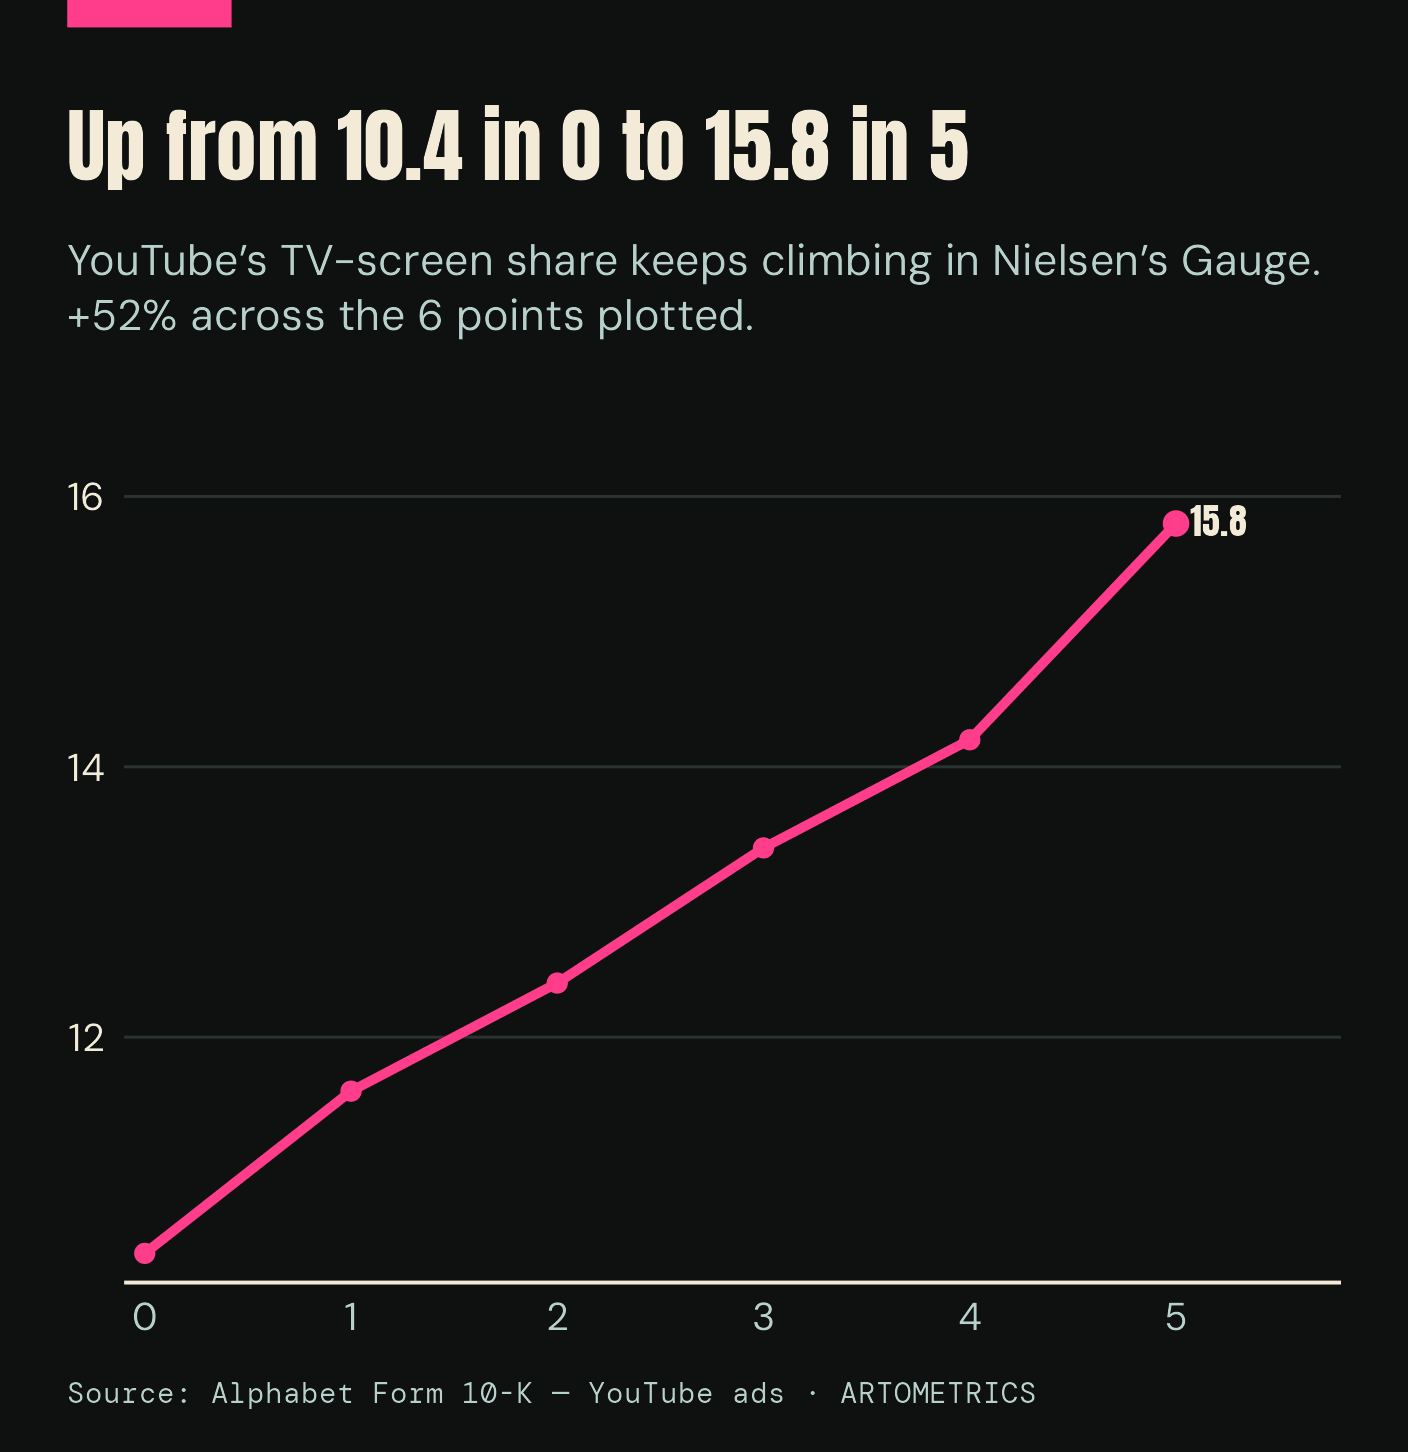 Up from 10.4 in 0 to 15.8 in 5
YouTube’s TV-screen share keeps climbing in Nielsen’s Gauge.
+52% across the 6 points plotted.
16
15.8
14
12
0 1 2 3 4 5
Source: Alphabet Form 10-K — YouTube ads · ARTOMETRICS